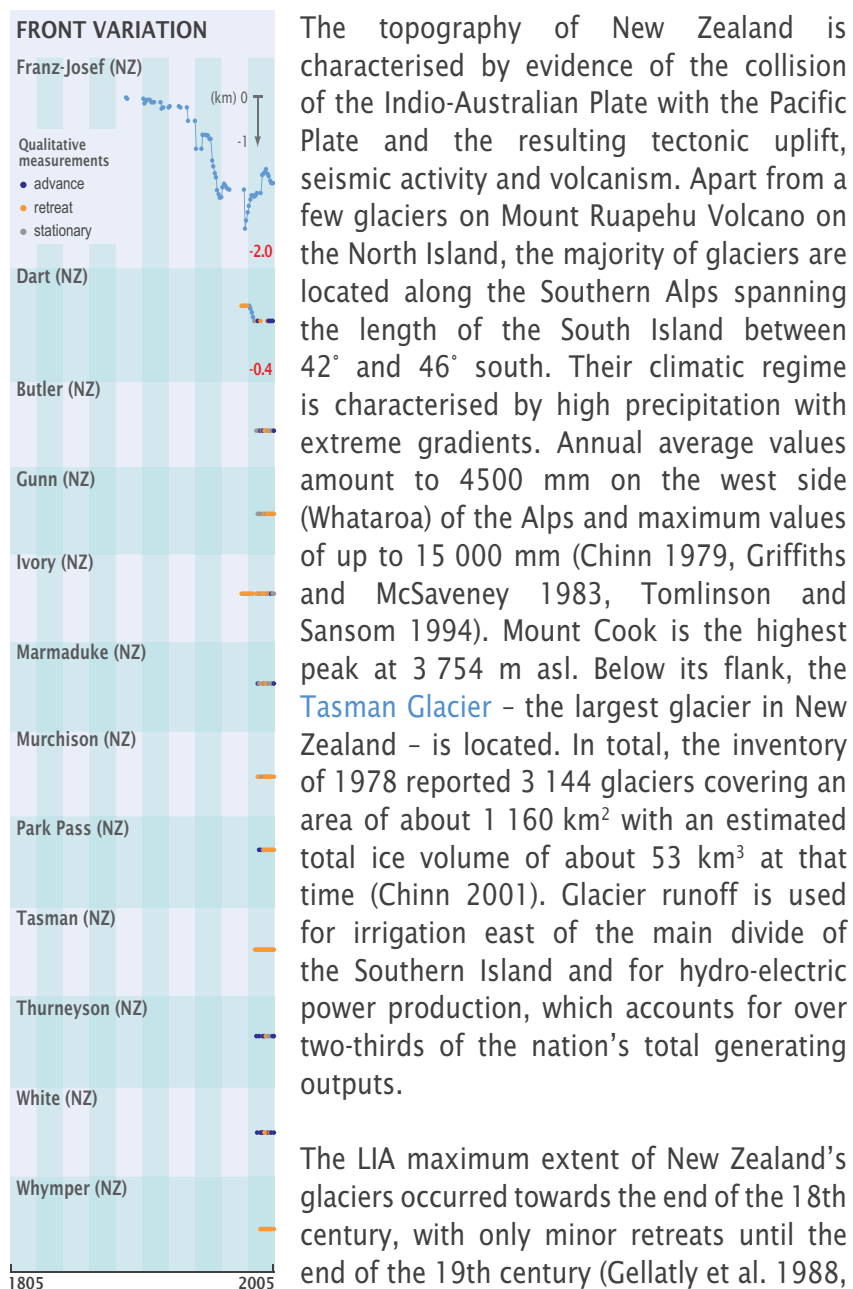 FRONT VARIATION
Franz-Josef (NZ)
(km) 0
-1
Qualitative
measurements
advance
retreat
stationary
-2.0
Dart (NZ)
-0.4
Butler (NZ)
Gunn (NZ)
Ivory (NZ)
Marmaduke (NZ)
Murchison (NZ)
Park Pass (NZ)
Tasman (NZ)
Thurneyson (NZ)
White (NZ)
Whymper (NZ)
1805 2005
The topography of New Zealand is
characterised by evidence of the collision
of the Indio-Australian Plate with the Pacific
Plate and the resulting tectonic uplift,
seismic activity and volcanism. Apart from a
few glaciers on Mount Ruapehu Volcano on
the North Island, the majority of glaciers are
located along the Southern Alps spanning
the length of the South Island between
42° and 46° south. Their climatic regime
is characterised by high precipitation with
extreme gradients. Annual average values
amount to 4500 mm on the west side
(Whataroa) of the Alps and maximum values
of up to 15 000 mm (Chinn 1979, Griffiths
and McSaveney 1983, Tomlinson and
Sansom 1994). Mount Cook is the highest
peak at 3 754 m asl. Below its flank, the
Tasman Glacier – the largest glacier in New
Zealand – is located. In total, the inventory
of 1978 reported 3 144 glaciers covering an
area of about 1 160 km² with an estimated
total ice volume of about 53 km³ at that
time (Chinn 2001). Glacier runoff is used
for irrigation east of the main divide of
the Southern Island and for hydro-electric
power production, which accounts for over
two-thirds of the nation's total generating
outputs.
The LIA maximum extent of New Zealand's
glaciers occurred towards the end of the 18th
century, with only minor retreats until the
end of the 19th century (Gellatly et al. 1988,